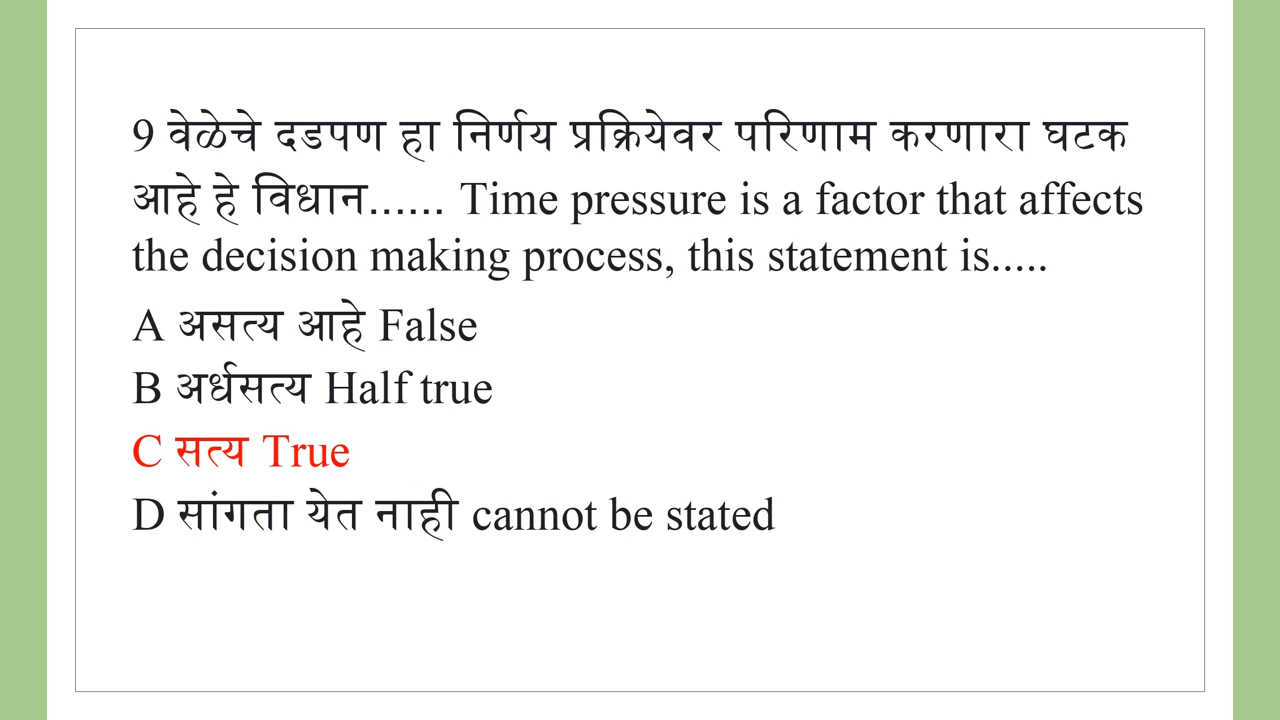 9 वेळेचे दडपण हा निर्णय प्रक्रियेवर परिणाम करणारा घटक
आहे हे विधान...... Time pressure is a factor that affects
the decision making process, this statement is.....
A असत्य आहे False
B अर्धसत्य Half true
C सत्य True
D सांगता येत नाही cannot be stated